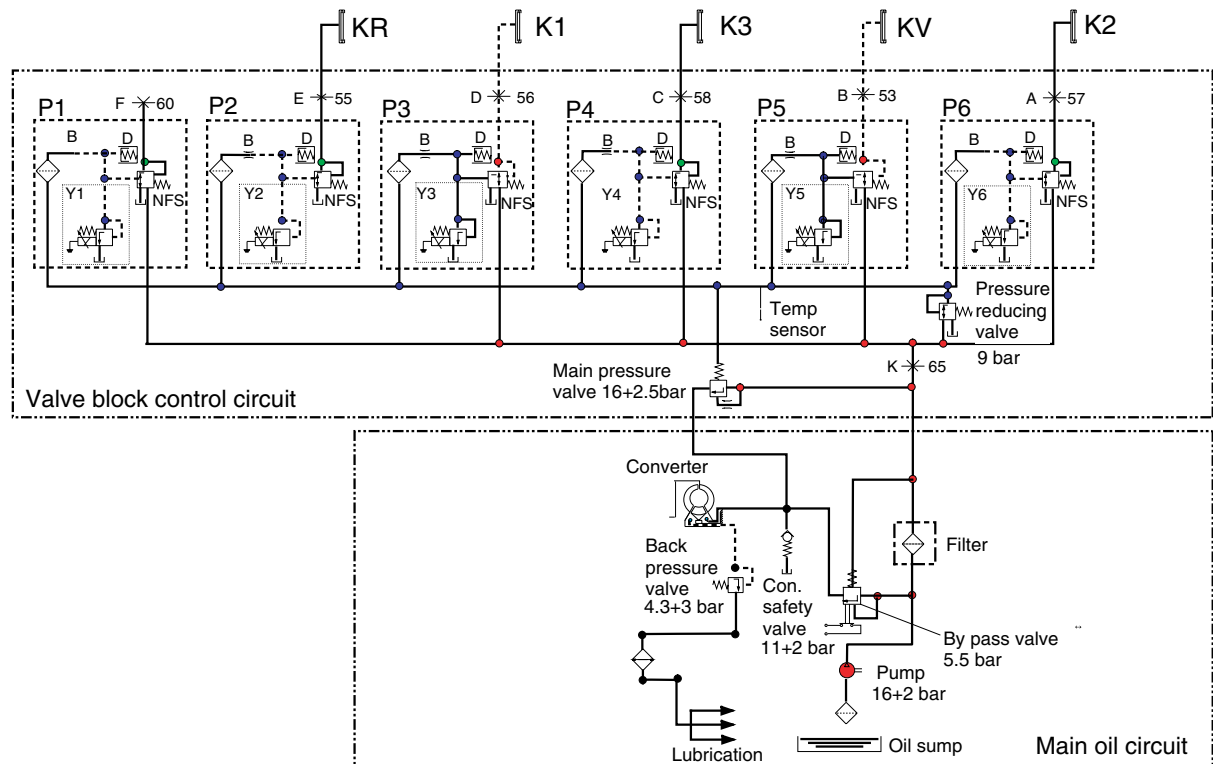 KR K1 K3 KV K2
P1 F 60 P2 E 55 P3 D 56 P4 C 58 P5 B 53 P6 A 57
B D B D B D B D B D B D
Y1 NFS Y2 NFS Y3 NFS Y4 NFS Y5 NFS Y6 NFS
Temp
sensor
Pressure
reducing
valve
9 bar
Main pressure
valve 16+2.5bar
K 65
Valve block control circuit
Converter
Back
pressure
valve
4.3+3 bar
Con.
safety
valve
11+2 bar
Filter
By pass valve
5.5 bar
Pump
16+2 bar
Lubrication
Oil sump
Main oil circuit